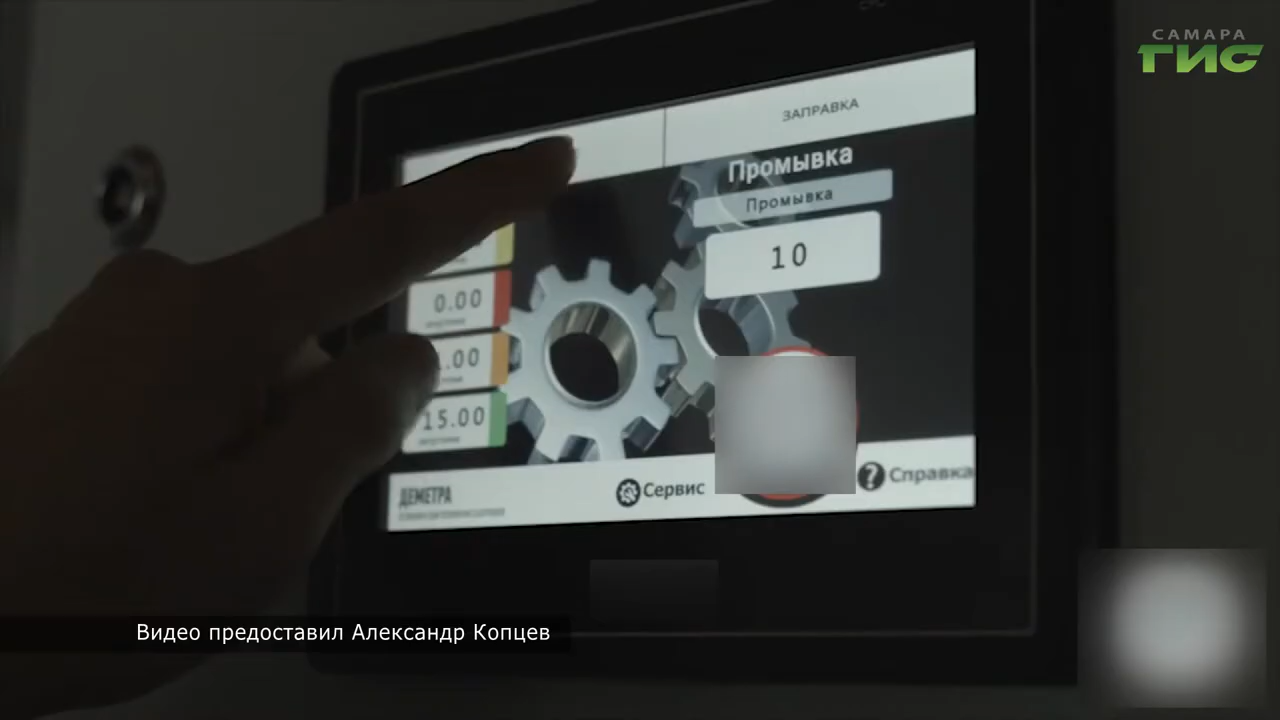 САМАРА
ГИС
ЗАПРАВКА
Промывка
Промывка
10
0.00
.00
15.00
ДЕМЕТРА
Сервис
Справка
Видео предоставил Александр Копцев